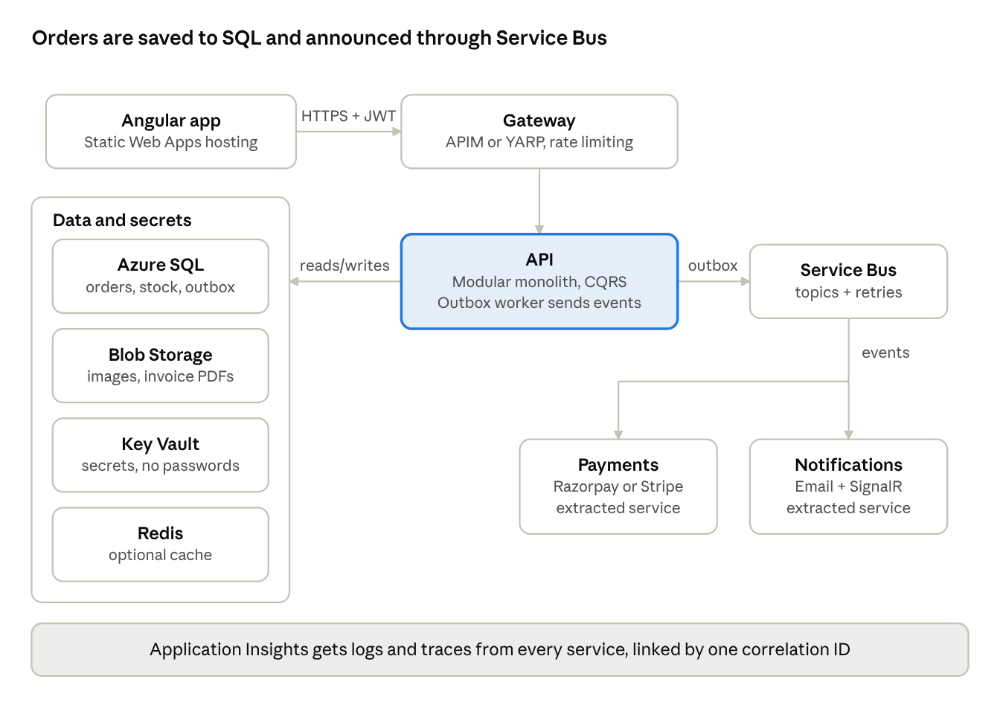 Orders are saved to SQL and announced through Service Bus
Angular app
Static Web Apps hosting
HTTPS + JWT
Gateway
APIM or YARP, rate limiting
Data and secrets
Azure SQL
orders, stock, outbox
Blob Storage
images, invoice PDFs
Key Vault
secrets, no passwords
Redis
optional cache
reads/writes
API
Modular monolith, CQRS
Outbox worker sends events
outbox
Service Bus
topics + retries
events
Payments
Razorpay or Stripe
extracted service
Notifications
Email + SignalR
extracted service
Application Insights gets logs and traces from every service, linked by one correlation ID